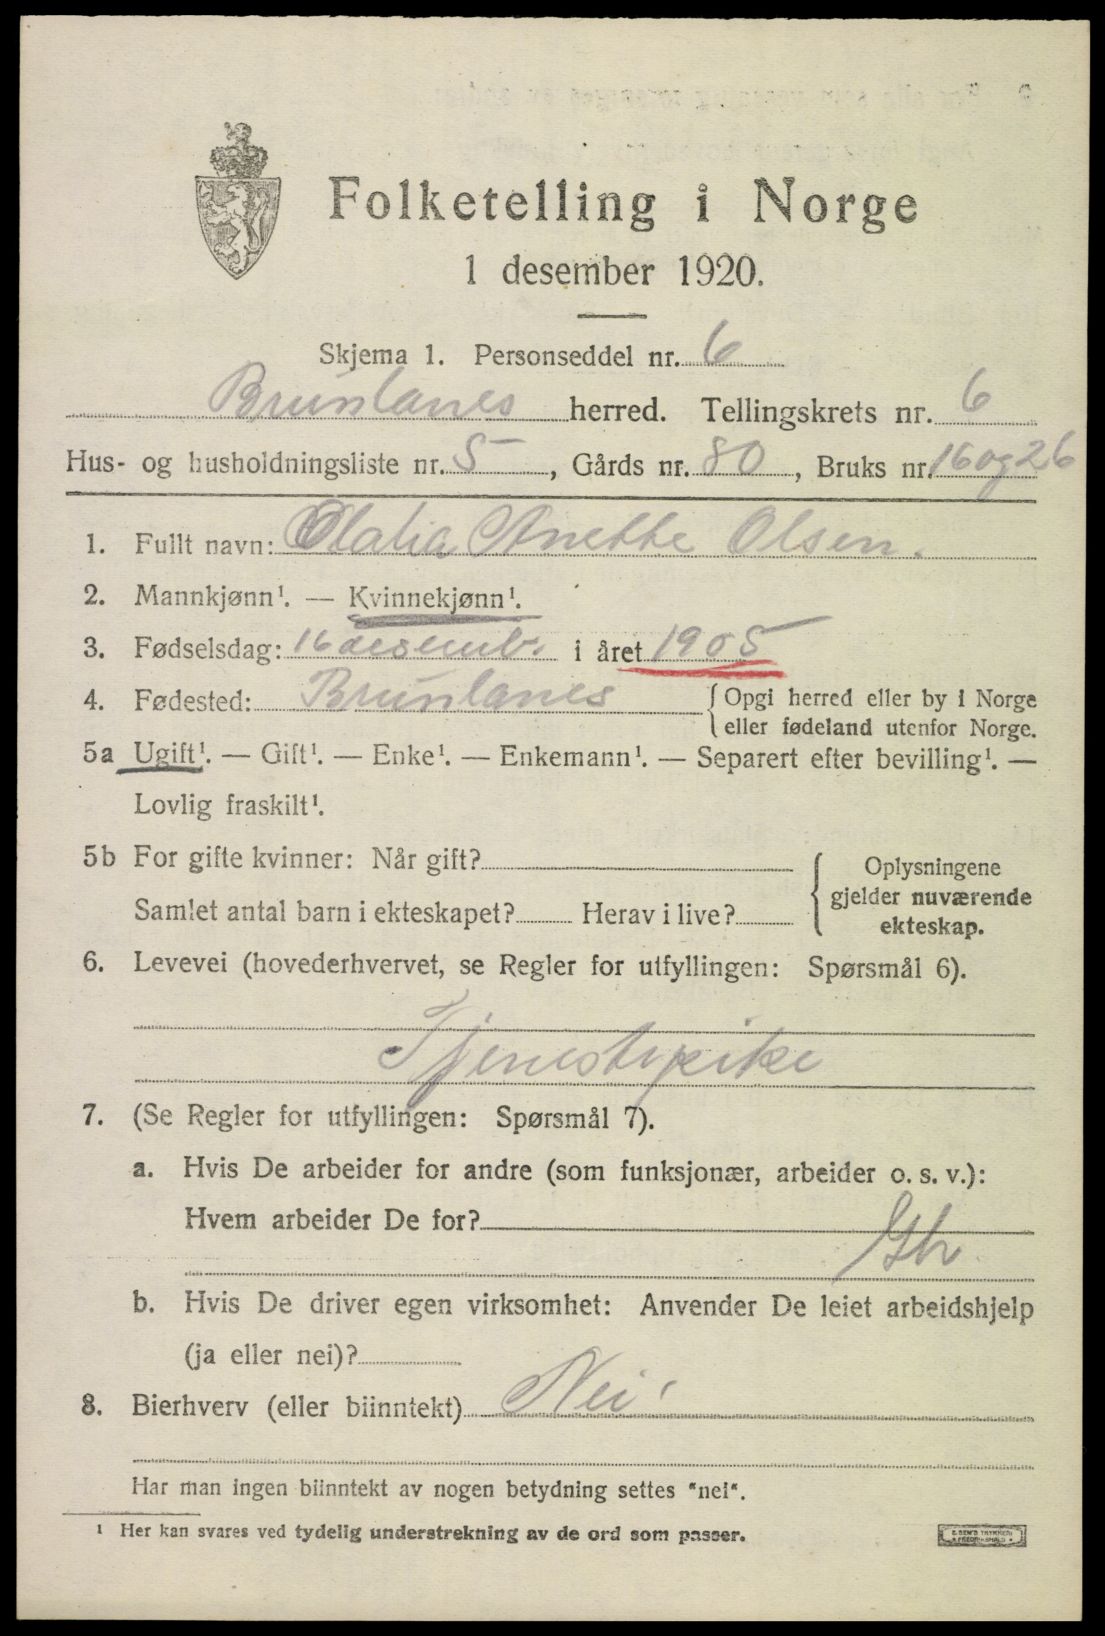 Folketelling i Norge
1 desember 1920.
Skjema 1. Personseddel nr. 6
Brunlanes herred. Tellingskrets nr. 6
Hus- og husholdningsliste nr. 5, Gårds nr. 80, Bruks nr. 16 og 26
1. Fullt navn: Olalia Anette Olsen.
2. Mannkjønn¹. — Kvinnekjønn¹.
3. Fødselsdag: 16 desemb. i året 1905
4. Fødested: Brunlanes {Opgi herred eller by i Norge
eller fødeland utenfor Norge.
5a Ugift¹. — Gift¹. — Enke¹. — Enkemann¹. — Separert efter bevilling¹. —
Lovlig fraskilt¹.
5b For gifte kvinner: Når gift?
Samlet antal barn i ekteskapet? Herav i live?
{Oplysningene
gjelder nuværende
ekteskap.
6. Levevei (hovederhvervet, se Regler for utfyllingen: Spørsmål 6).
Tjenestepike
7. (Se Regler for utfyllingen: Spørsmål 7).
a. Hvis De arbeider for andre (som funksjonær, arbeider o. s. v.):
Hvem arbeider De for?
b. Hvis De driver egen virksomhet: Anvender De leiet arbeidshjelp
(ja eller nei)?
8. Bierhverv (eller biinntekt) Nei
Har man ingen biinntekt av nogen betydning settes "nei".
¹ Her kan svares ved tydelig understrekning av de ord som passer.